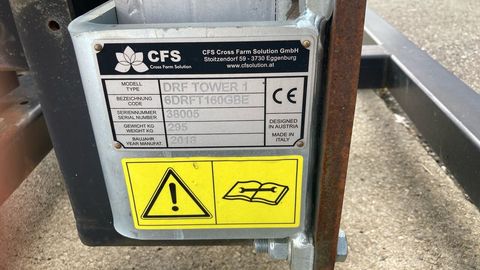 CFS
Cross Farm Solution
CFS Cross Farm Solution GmbH
Stoitzendorf 59 - 3730 Eggenburg
www.cfsolution.at
MODELL TYPE DRF TOWER 1
BEZEICHNUNG CODE 6DRFT160GBE
SERIENNUMMER SERIAL NUMBER 38005
GEWICHT KG WEIGHT KG 295
BAUJAHR YEAR MANUFAT. 2018
CE
DESIGNED IN AUSTRIA
MADE IN ITALY